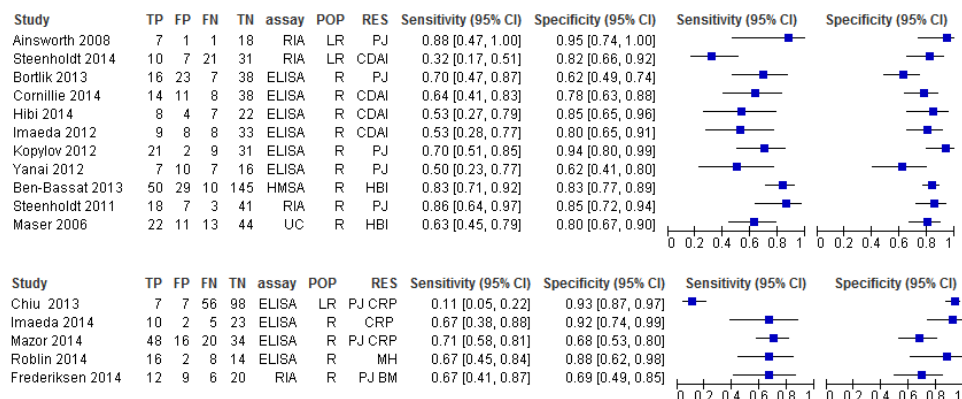 Study TP FP FN TN assay POP RES Sensitivity (95% CI) Specificity (95% CI) Sensitivity (95% CI) Specificity (95% CI)
Ainsworth 2008 7 1 1 18 RIA LR PJ 0.88 [0.47, 1.00] 0.95 [0.74, 1.00]
Steenholdt 2014 10 7 21 31 RIA LR CDAI 0.32 [0.17, 0.51] 0.82 [0.66, 0.92]
Bortlik 2013 16 23 7 38 ELISA R PJ 0.70 [0.47, 0.87] 0.62 [0.49, 0.74]
Cornillie 2014 14 11 8 38 ELISA R CDAI 0.64 [0.41, 0.83] 0.78 [0.63, 0.88]
Hibi 2014 8 4 7 22 ELISA R CDAI 0.53 [0.27, 0.79] 0.85 [0.65, 0.96]
Imaeda 2012 9 8 8 33 ELISA R CDAI 0.53 [0.28, 0.77] 0.80 [0.65, 0.91]
Kopylov 2012 21 2 9 31 ELISA R PJ 0.70 [0.51, 0.85] 0.94 [0.80, 0.99]
Yanai 2012 7 10 7 16 ELISA R PJ 0.50 [0.23, 0.77] 0.62 [0.41, 0.80]
Ben-Bassat 2013 50 29 10 145 HMSA R HBI 0.83 [0.71, 0.92] 0.83 [0.77, 0.89]
Steenholdt 2011 18 7 3 41 RIA R PJ 0.86 [0.64, 0.97] 0.85 [0.72, 0.94]
Maser 2006 22 11 13 44 UC R HBI 0.63 [0.45, 0.79] 0.80 [0.67, 0.90]
0 0.2 0.4 0.6 0.8 1 0 0.2 0.4 0.6 0.8 1
Study TP FP FN TN assay POP RES Sensitivity (95% CI) Specificity (95% CI) Sensitivity (95% CI) Specificity (95% CI)
Chiu 2013 7 7 56 98 ELISA LR PJ CRP 0.11 [0.05, 0.22] 0.93 [0.87, 0.97]
Imaeda 2014 10 2 5 23 ELISA R CRP 0.67 [0.38, 0.88] 0.92 [0.74, 0.99]
Mazor 2014 48 16 20 34 ELISA R PJ CRP 0.71 [0.58, 0.81] 0.68 [0.53, 0.80]
Roblin 2014 16 2 8 14 ELISA R MH 0.67 [0.45, 0.84] 0.88 [0.62, 0.98]
Frederiksen 2014 12 9 6 20 RIA R PJ BM 0.67 [0.41, 0.87] 0.69 [0.49, 0.85]
0 0.2 0.4 0.6 0.8 1 0 0.2 0.4 0.6 0.8 1